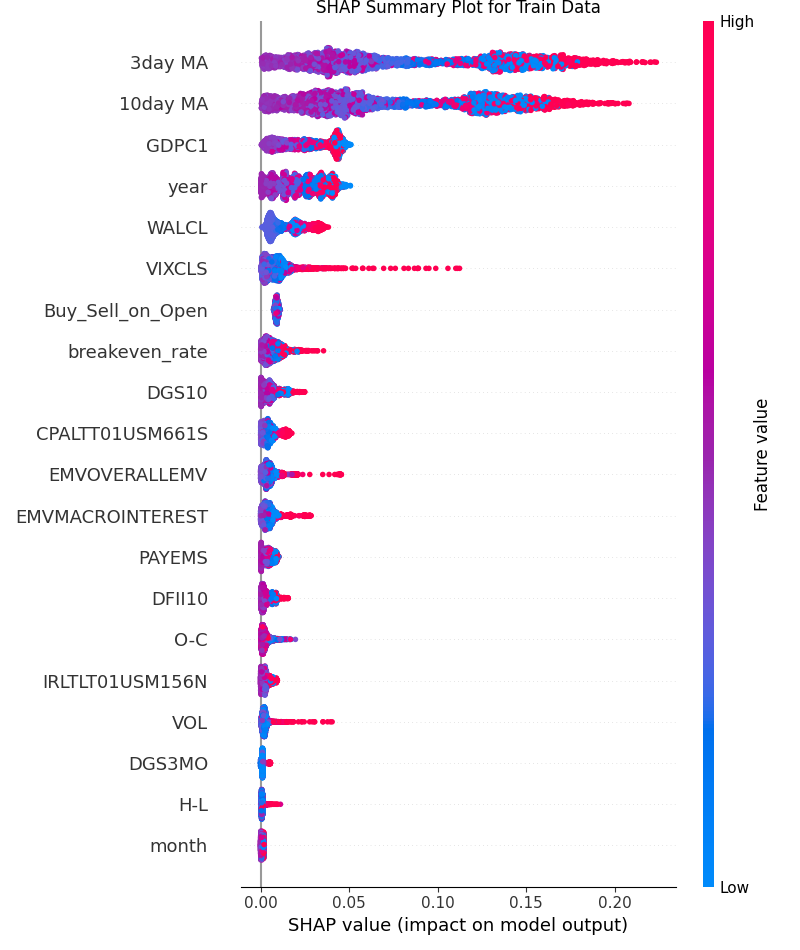 SHAP Summary Plot for Train Data
High
3day MA
10day MA
GDPC1
year
WALCL
VIXCLS
Buy_Sell_on_Open
breakeven_rate
DGS10
CPALTT01USM661S
EMVOVERALLEMV
EMVMACROINTEREST
PAYEMS
DFII10
O-C
IRLTLT01USM156N
VOL
DGS3MO
H-L
month
Feature value
Low
0.00 0.05 0.10 0.15 0.20
SHAP value (impact on model output)